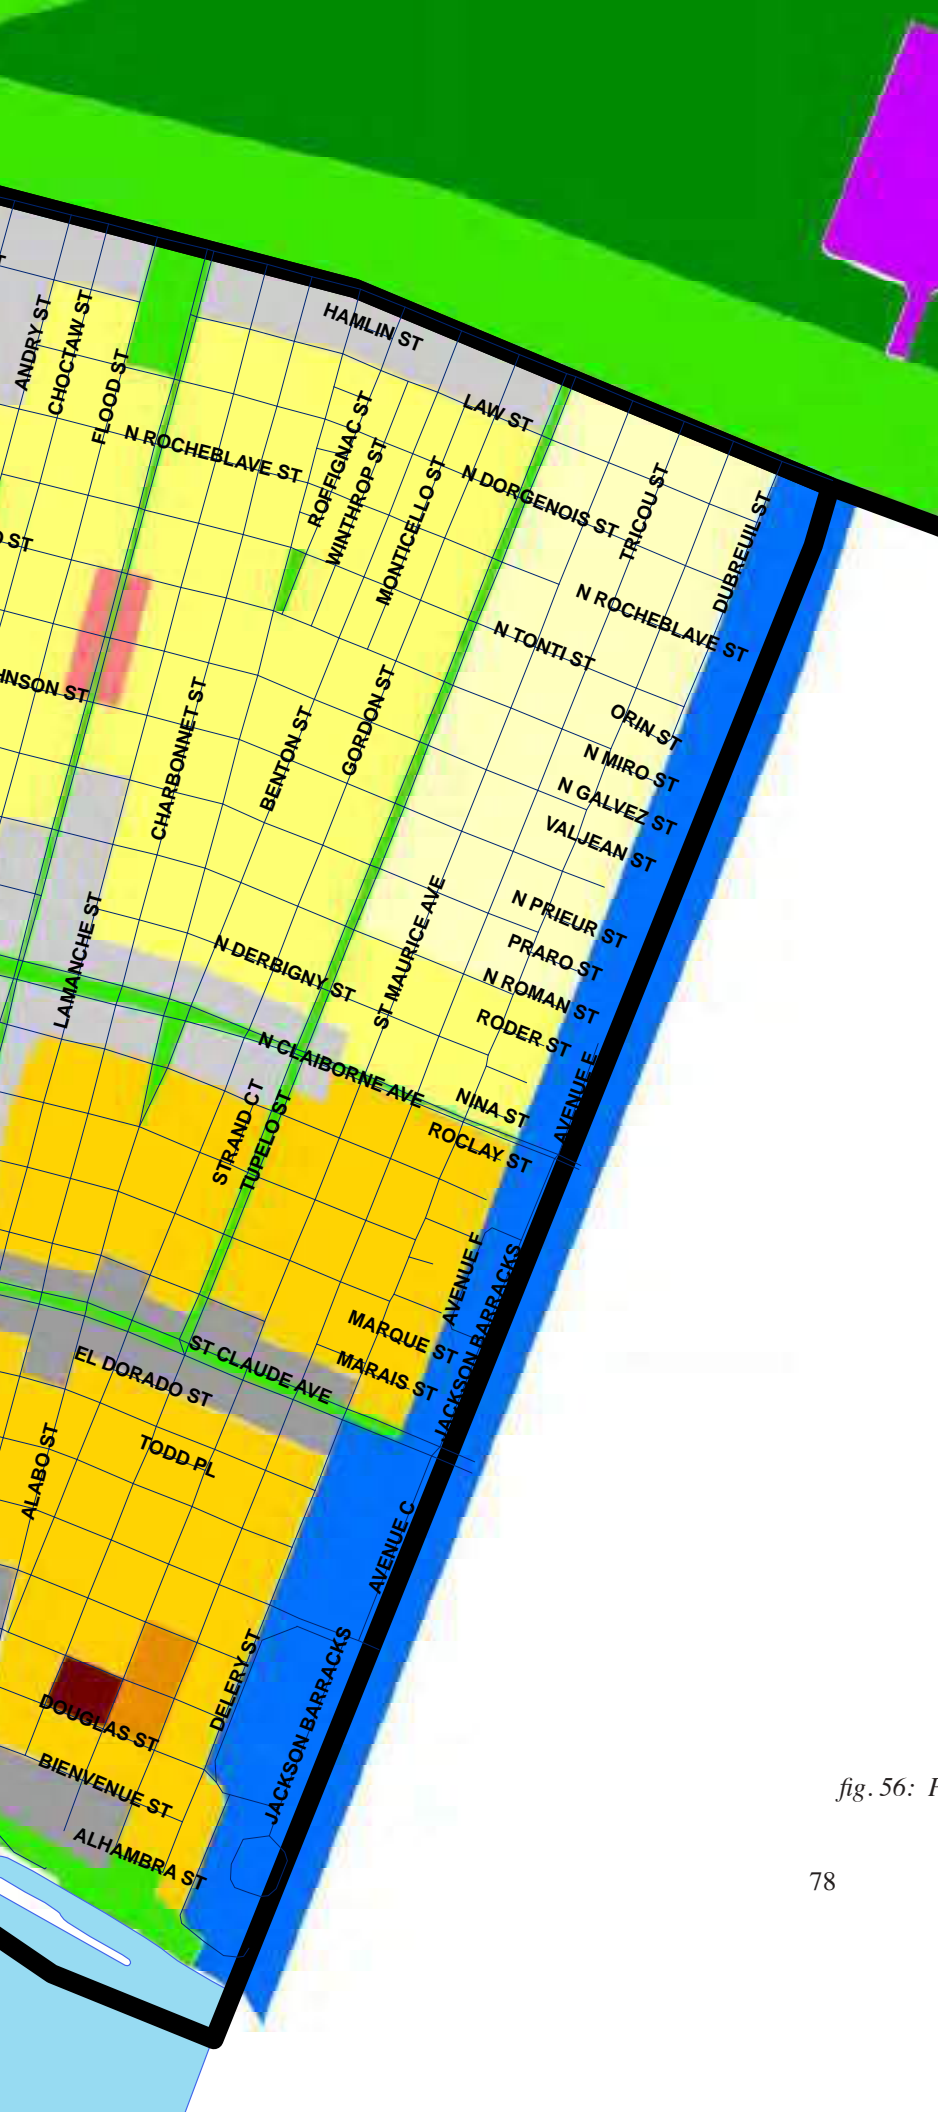 HAMLIN ST
ANDRY ST
CHOCTAW ST
FLOOD ST
LAW ST
N ROCHEBLAVE ST
ROFFIGNAC ST
WINTHROP ST
MONTICELLO ST
N DORGENOIS ST
TRICOU ST
DUBREUIL ST
ST
N ROCHEBLAVE ST
N TONTI ST
HNSON ST
CHARBONNET ST
BENTON ST
GORDON ST
ORIN ST
N MIRO ST
N GALVEZ ST
VALJEAN ST
LAMANCHE ST
N DERBIGNY ST
ST MAURICE AVE
N PRIEUR ST
PRARO ST
N ROMAN ST
RODER ST
N CLAIBORNE AVE
AVENUE E
NINA ST
STRAND CT
TUPELO ST
ROCLAY ST
AVENUE F
JACKSON BARRACKS
MARQUE ST
MARAIS ST
ST CLAUDE AVE
EL DORADO ST
TODD PL
ALABO ST
AVENUE C
DELERY ST
JACKSON BARRACKS
DOUGLAS ST
BIENVENUE ST
ALHAMBRA ST
fig. 56:
78